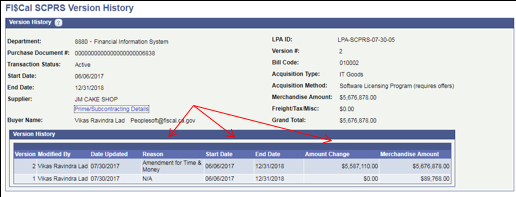 FI$Cal SCPRS Version History
Version History ?
Department: 8880 - Financial Information System
LPA ID: LPA-SCPRS-07-30-05
Purchase Document #: 0000000000000000000006838
Version #: 2
Transaction Status: Active
Bill Code: 010002
Start Date: 06/06/2017
Acquisition Type: IT Goods
End Date: 12/31/2018
Acquisition Method: Software Licensing Program (requires offers)
Supplier: JM CAKE SHOP
Merchandise Amount: $5,676,878.00
Prime/Subcontracting Details
Freight/Tax/Misc: $0.00
Buyer Name: Vikas Ravindra Lad Peoplesoft@fiscal.ca.gov
Grand Total: $5,676,878.00
Version History
Version Modified By Date Updated Reason Start Date End Date Amount Change Merchandise Amount
2 Vikas Ravindra Lad 07/30/2017 Amendment for Time & Money 06/06/2017 12/31/2018 $5,587,110.00 $5,676,878.00
1 Vikas Ravindra Lad 07/30/2017 N/A 06/06/2017 12/31/2018 $0.00 $89,768.00